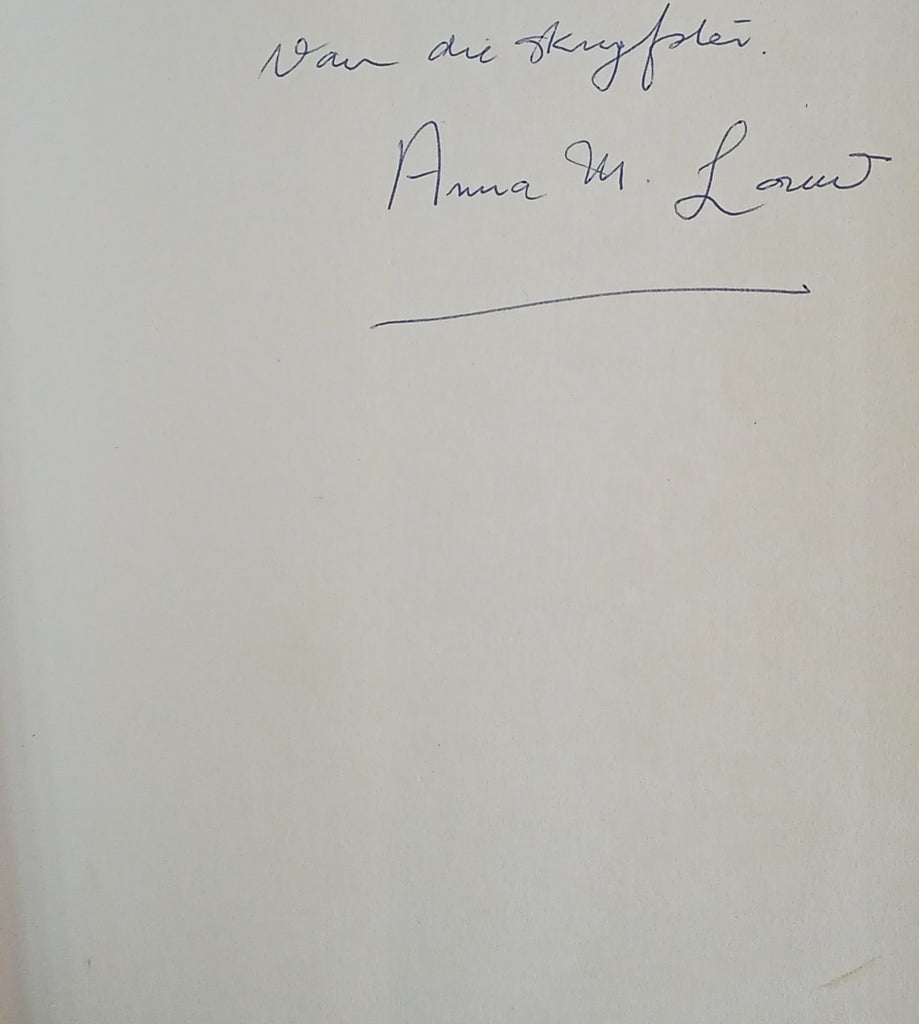 Van die skryfster.
Anna M. Louw